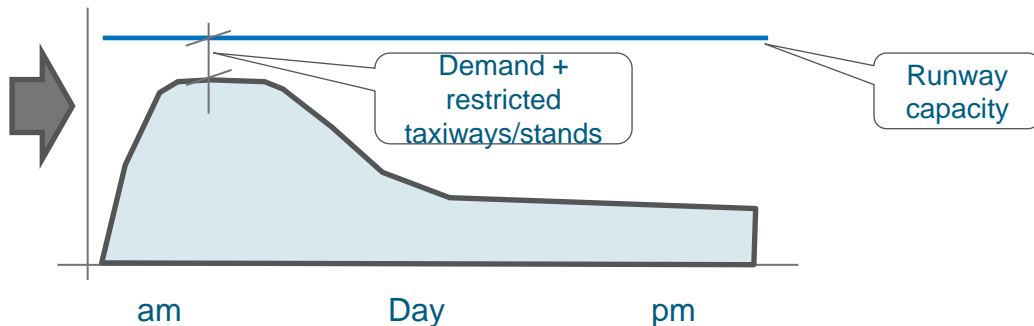 Demand +
restricted
taxiways/stands
Runway
capacity
am
Day
pm